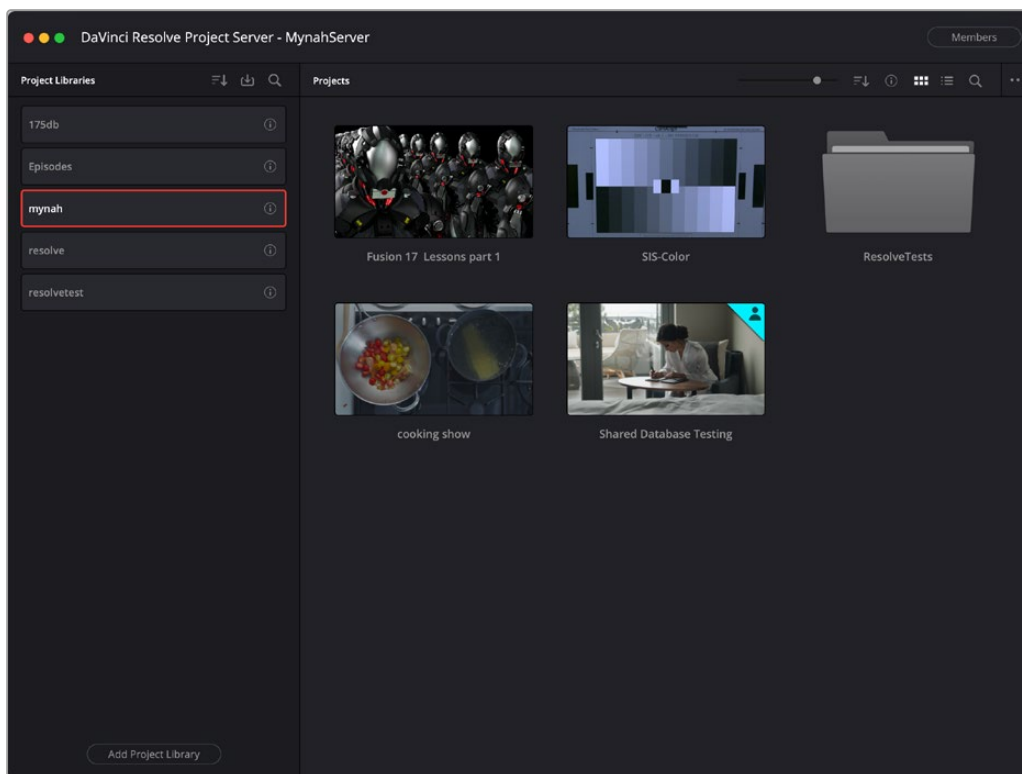 DaVinci Resolve Project Server - MynahServer
Members
Project Libraries
Projects
175db
Episodes
mynah
resolve
resolvetest
Fusion 17 Lessons part 1
SIS-Color
ResolveTests
cooking show
Shared Database Testing
Add Project Library